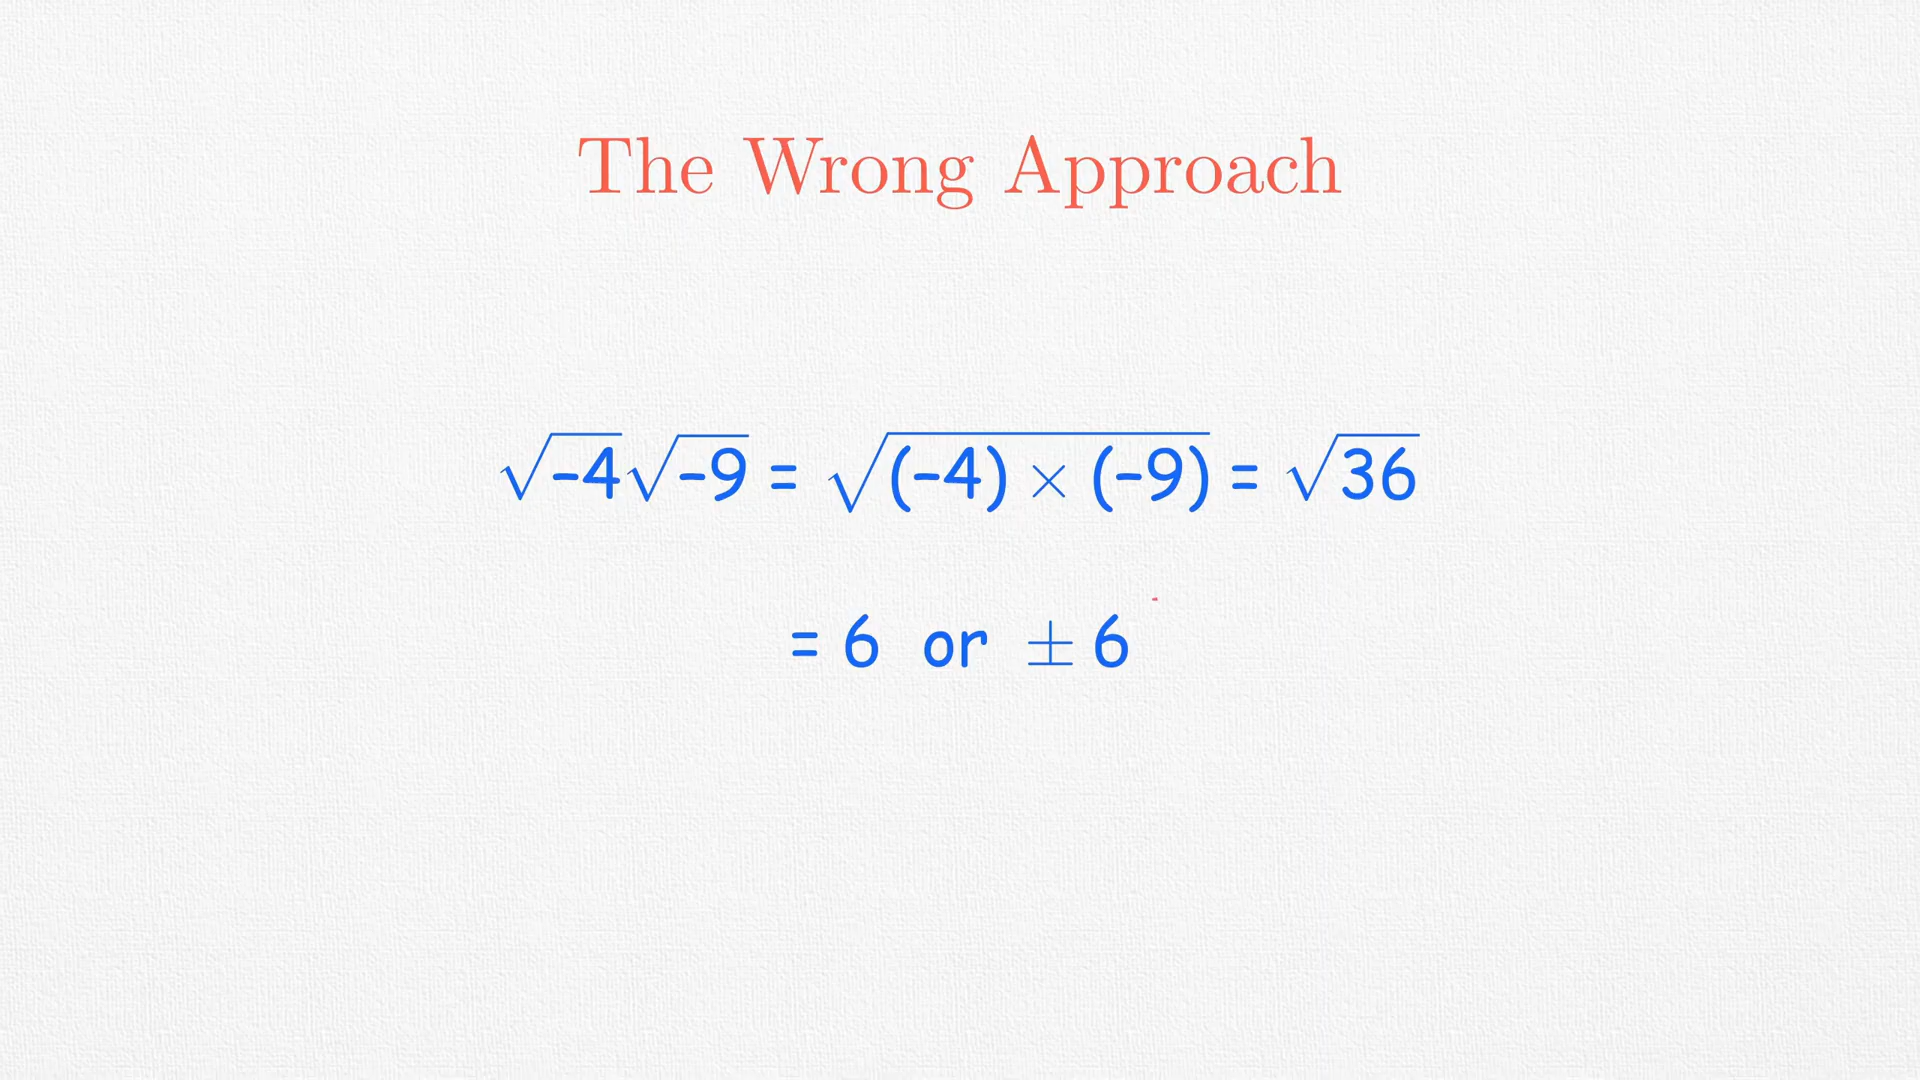 The Wrong Approach
√-4√-9 = √(-4) × (-9) = √36
= 6 or ± 6